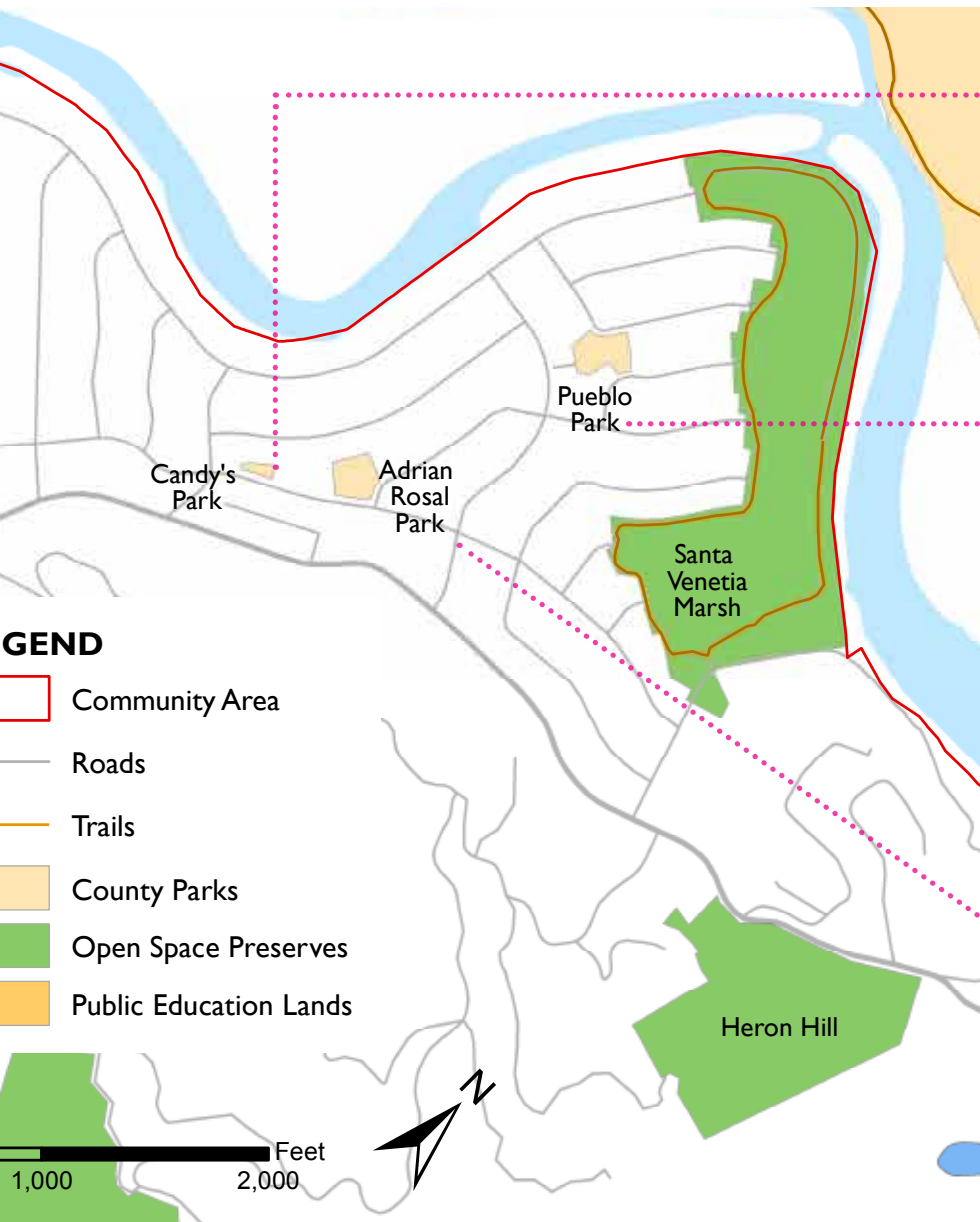 Pueblo
Park
Candy's
Park
Adrian
Rosal
Park
Santa
Venetia
Marsh
GEND
Community Area
Roads
Trails
County Parks
Open Space Preserves
Public Education Lands
Heron Hill
N
Feet
1,000
2,000